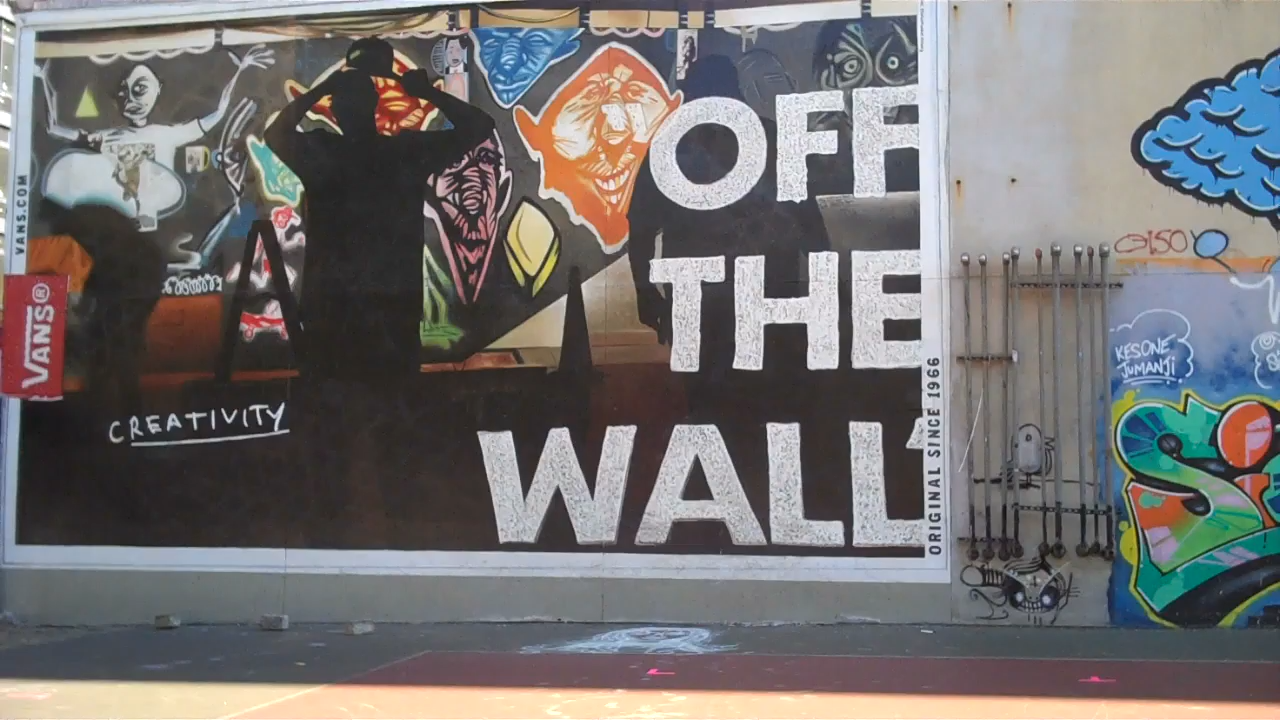 VANS.COM
VANS®
CREATIVITY
OFF
THE
WALL
ORIGINAL SINCE 1966
KESONE
JUMANJI